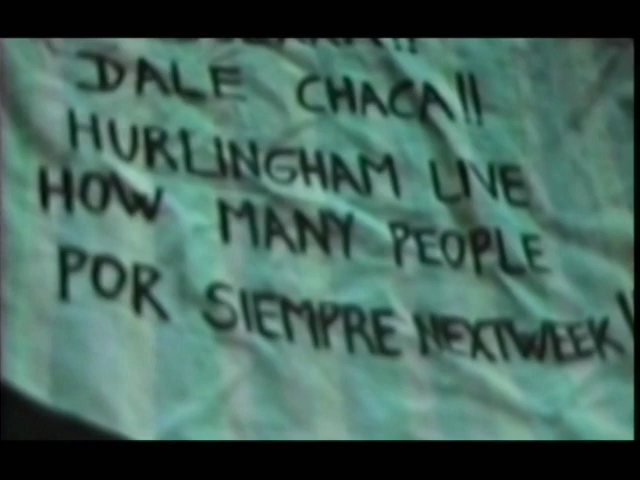 DALE CHACA!!
HURLINGHAM LIVE
HOW MANY PEOPLE
POR SIEMPRE NEXTWEEK!